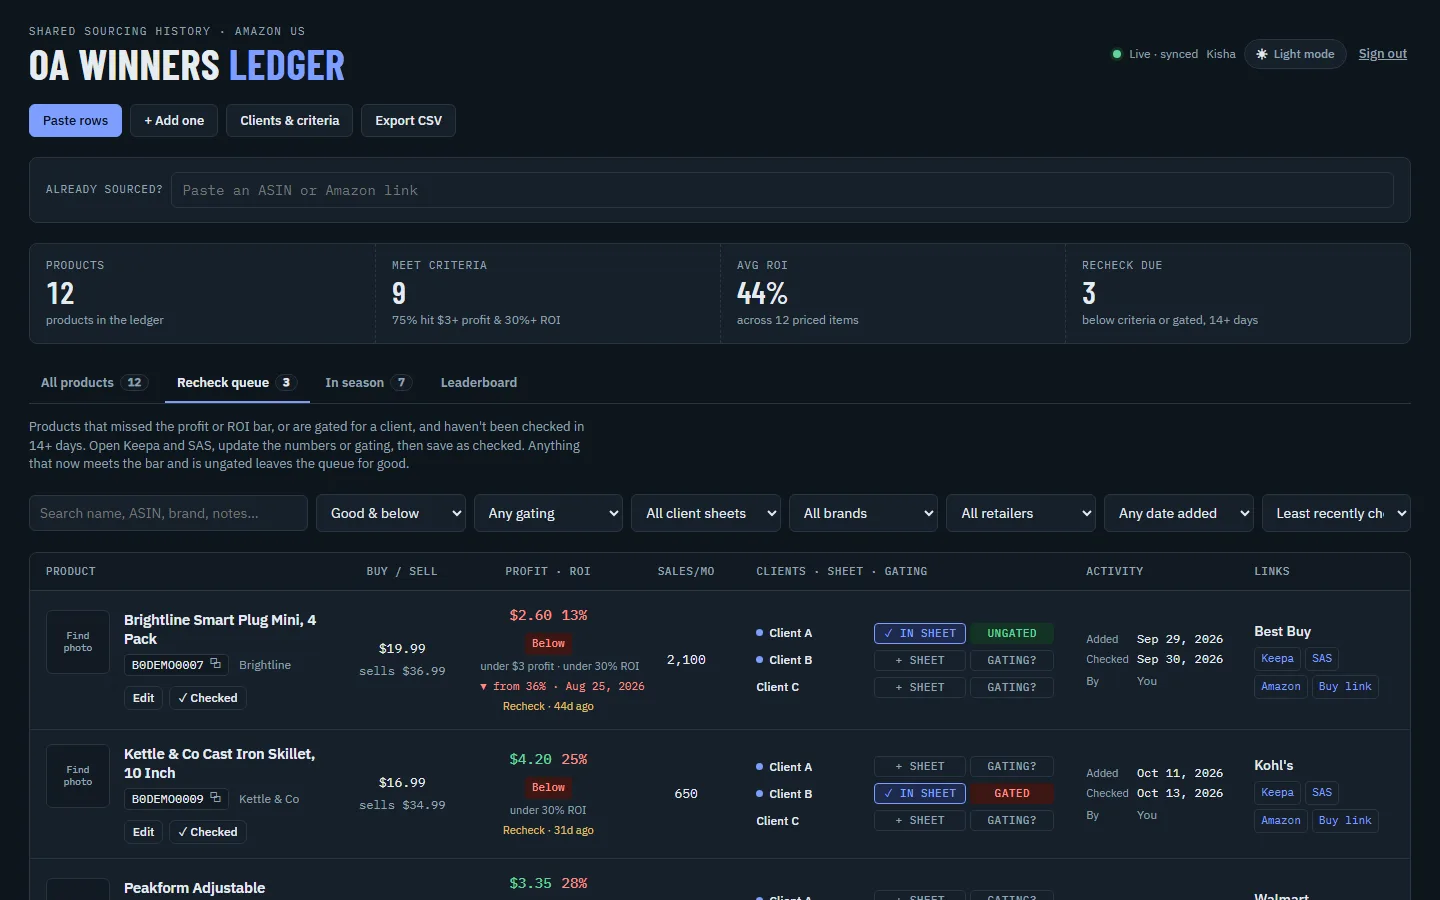 SHARED SOURCING HISTORY · AMAZON US
OA WINNERS LEDGER
Live · synced Kisha Light mode Sign out
Paste rows + Add one Clients & criteria Export CSV
ALREADY SOURCED? Paste an ASIN or Amazon link
PRODUCTS MEET CRITERIA AVG ROI RECHECK DUE
12 9 44% 3
products in the ledger 75% hit $3+ profit & 30%+ ROI across 12 priced items below criteria or gated, 14+ days
All products 12 Recheck queue 3 In season 7 Leaderboard
Products that missed the profit or ROI bar, or are gated for a client, and haven't been checked in
14+ days. Open Keepa and SAS, update the numbers or gating, then save as checked. Anything
that now meets the bar and is ungated leaves the queue for good.
Search name, ASIN, brand, notes... Good & below Any gating All client sheets All brands All retailers Any date added Least recently ch
PRODUCT BUY / SELL PROFIT · ROI SALES/MO CLIENTS · SHEET · GATING ACTIVITY LINKS
Find
photo
Brightline Smart Plug Mini, 4
Pack
B0DEMO0007 Brightline
Edit ✓ Checked
$19.99
sells $36.99
$2.60 13%
Below
under $3 profit · under 30% ROI
▼ from 36% · Aug 25, 2026
Recheck · 44d ago
2,100
Client A ✓ IN SHEET UNGATED
Client B + SHEET GATING?
Client C + SHEET GATING?
Added Sep 29, 2026
Checked Sep 30, 2026
By You
Best Buy
Keepa SAS
Amazon Buy link
Find
photo
Kettle & Co Cast Iron Skillet,
10 Inch
B0DEMO0009 Kettle & Co
Edit ✓ Checked
$16.99
sells $34.99
$4.20 25%
Below
under 30% ROI
Recheck · 31d ago
650
Client A + SHEET GATING?
Client B ✓ IN SHEET GATED
Client C + SHEET GATING?
Added Oct 11, 2026
Checked Oct 13, 2026
By You
Kohl's
Keepa SAS
Amazon Buy link
Peakform Adjustable
$3.35 28%
Client A + SHEET GATING?
Walmart